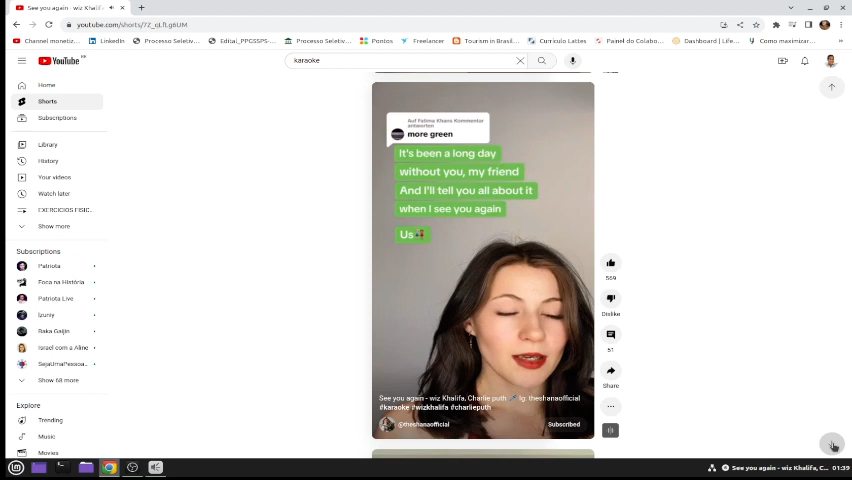 See you again - wiz Khalifa,
youtube.com/shorts/7Z_qLfLg6UM
Channel monetiz...
LinkedIn
Processo Seletiv...
Edital_PPGSSPS-...
Processo Seletiv...
Pontos
Freelancer
Tourism in Brasil...
Curriculo Lattes
Painel do Colabo...
Dashboard | Life...
Como maximizar...
YouTube
BR
karaoke
Home
Shorts
Subscriptions
Library
History
Your videos
Watch later
EXERCICIOS FISIC...
Show more
Subscriptions
Patriota
Foca na História
Patriota Live
Izuniy
Baka Gaijin
Israel com a Aline
SejaUmaPessoa...
Show 68 more
Explore
Trending
Music
Movies
Auf Fatima Khans Kommentar
antworten
more green
It's been a long day
without you, my friend
And I'll tell you all about it
when I see you again
Us
See you again - wiz Khalifa, Charlie puth
Ig: theshanaofficial
#karaoke #wizkhalifa #charlieputh
@theshanaofficial
Subscribed
569
Dislike
51
Share
See you again - wiz Khalifa, C...
01:39